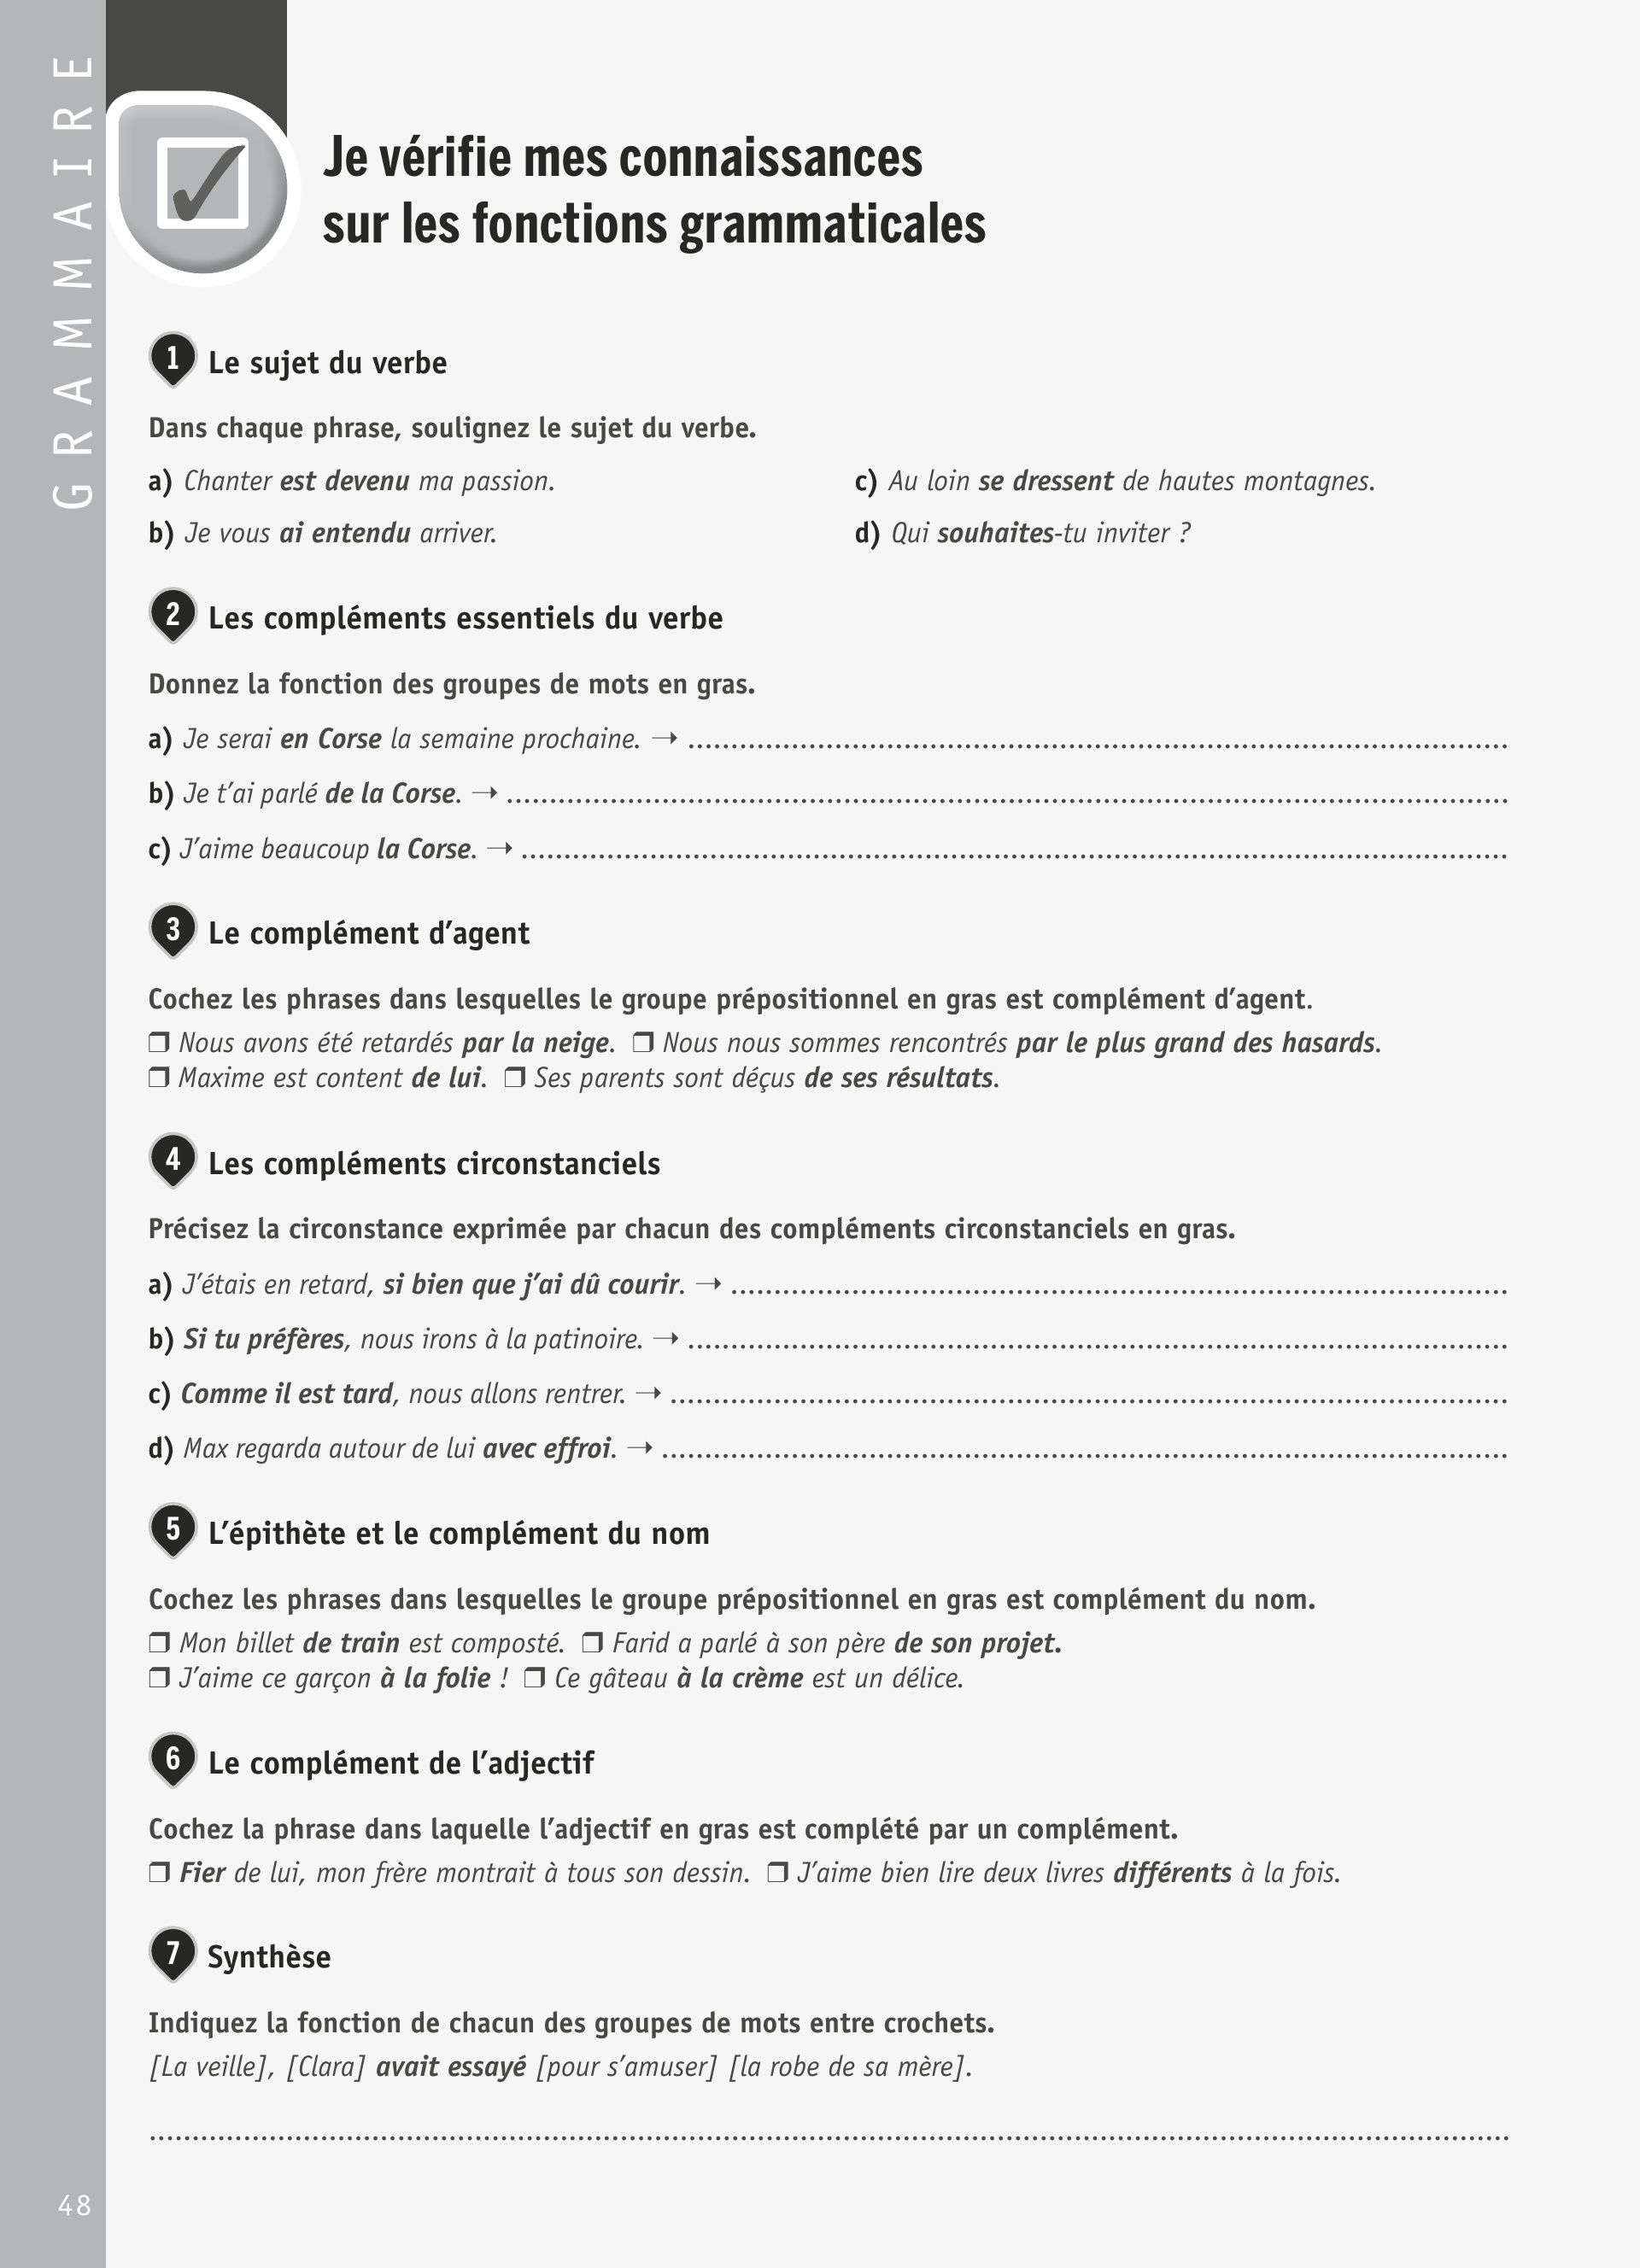 GRAMMAIRE
Je vérifie mes connaissances
sur les fonctions grammaticales
1 Le sujet du verbe
Dans chaque phrase, soulignez le sujet du verbe.
a) Chanter est devenu ma passion.
b) Je vous ai entendu arriver.
c) Au loin se dressent de hautes montagnes.
d) Qui souhaites-tu inviter ?
2 Les compléments essentiels du verbe
Donnez la fonction des groupes de mots en gras.
a) Je serai en Corse la semaine prochaine. → ........................................
b) Je t’ai parlé de la Corse. → ........................................
c) J’aime beaucoup la Corse. → ........................................
3 Le complément d’agent
Cochez les phrases dans lesquelles le groupe prépositionnel en gras est complément d’agent.
❐ Nous avons été retardés par la neige. ❐ Nous nous sommes rencontrés par le plus grand des hasards.
❐ Maxime est content de lui. ❐ Ses parents sont déçus de ses résultats.
4 Les compléments circonstanciels
Précisez la circonstance exprimée par chacun des compléments circonstanciels en gras.
a) J’étais en retard, si bien que j’ai dû courir. → ........................................
b) Si tu préfères, nous irons à la patinoire. → ........................................
c) Comme il est tard, nous allons rentrer. → ........................................
d) Max regarda autour de lui avec effroi. → ........................................
5 L’épithète et le complément du nom
Cochez les phrases dans lesquelles le groupe prépositionnel en gras est complément du nom.
❐ Mon billet de train est composté. ❐ Farid a parlé à son père de son projet.
❐ J’aime ce garçon à la folie ! ❐ Ce gâteau à la crème est un délice.
6 Le complément de l’adjectif
Cochez la phrase dans laquelle l’adjectif en gras est complété par un complément.
❐ Fier de lui, mon frère montrait à tous son dessin. ❐ J’aime bien lire deux livres différents à la fois.
7 Synthèse
Indiquez la fonction de chacun des groupes de mots entre crochets.
[La veille], [Clara] avait essayé [pour s’amuser] [la robe de sa mère].
........................................
48